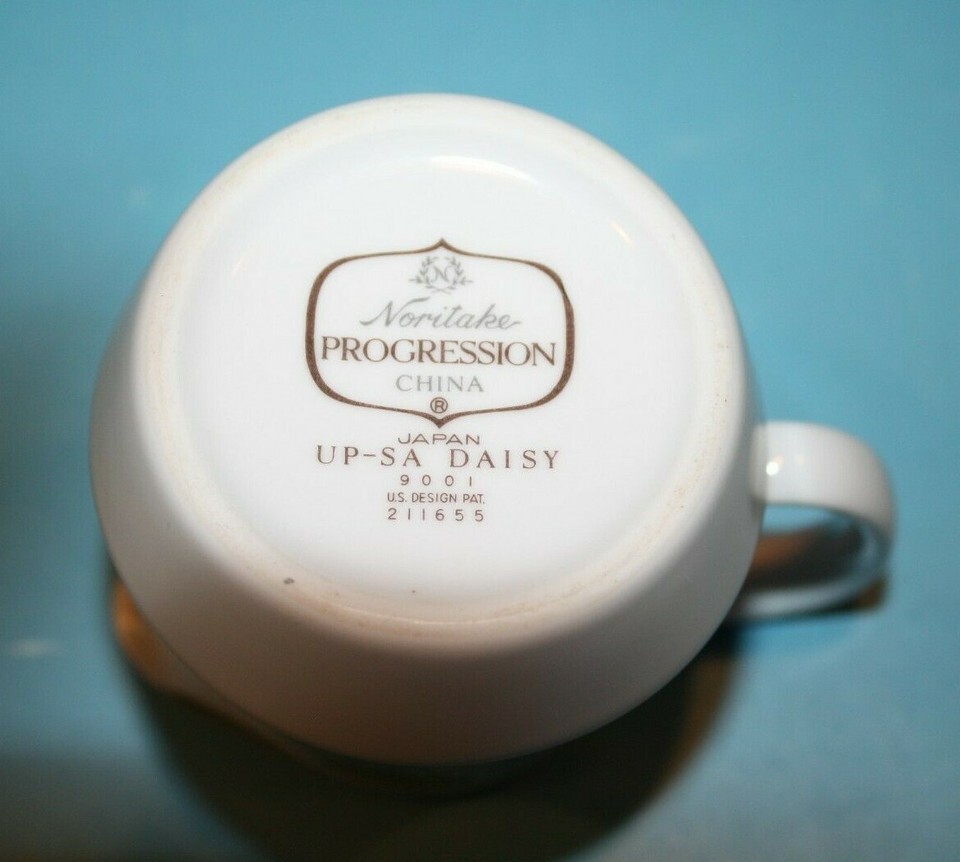 N
Noritake
PROGRESSION
CHINA
®
JAPAN
UP-SA DAISY
9001
U.S. DESIGN PAT.
211655